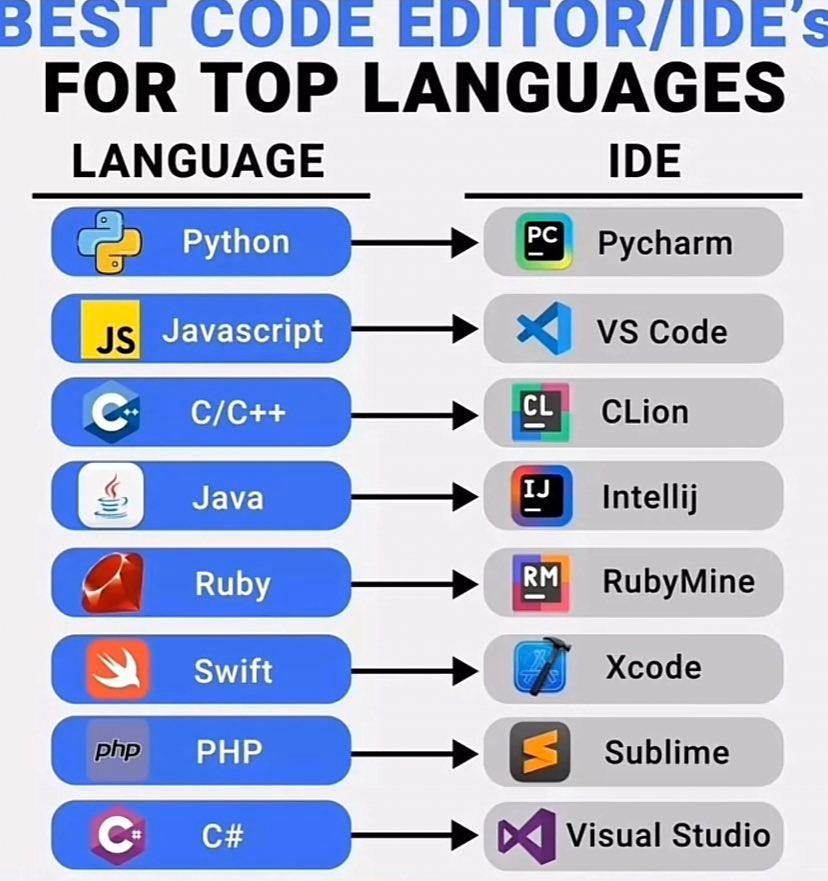 BEST CODE EDITOR/IDE's
FOR TOP LANGUAGES
LANGUAGE IDE
Python PC Pycharm
JS Javascript VS Code
C++ C/C++ CL CLion
Java IJ Intellij
Ruby RM RubyMine
Swift Xcode
php PHP Sublime
C# C# Visual Studio